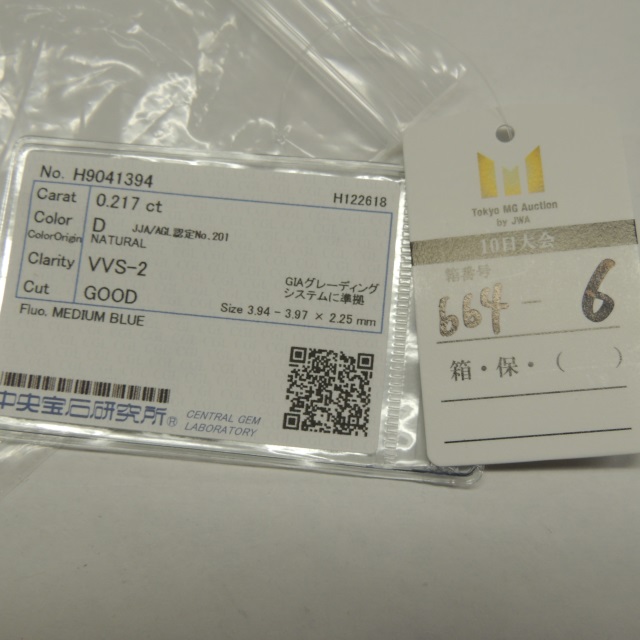 No. H9041394
H122618
Carat 0.217 ct
Color D JJA/AGL認定No.201
ColorOrigin NATURAL
Clarity VVS-2
GIAグレーディング
システムに準拠
Cut GOOD
Size 3.94 - 3.97 × 2.25 mm
Fluo. MEDIUM BLUE
中央宝石研究所® CENTRAL GEM
LABORATORY
Tokyo MG Auction
by JWA
10日大会
箱番号
664 - 6
箱・保・( )